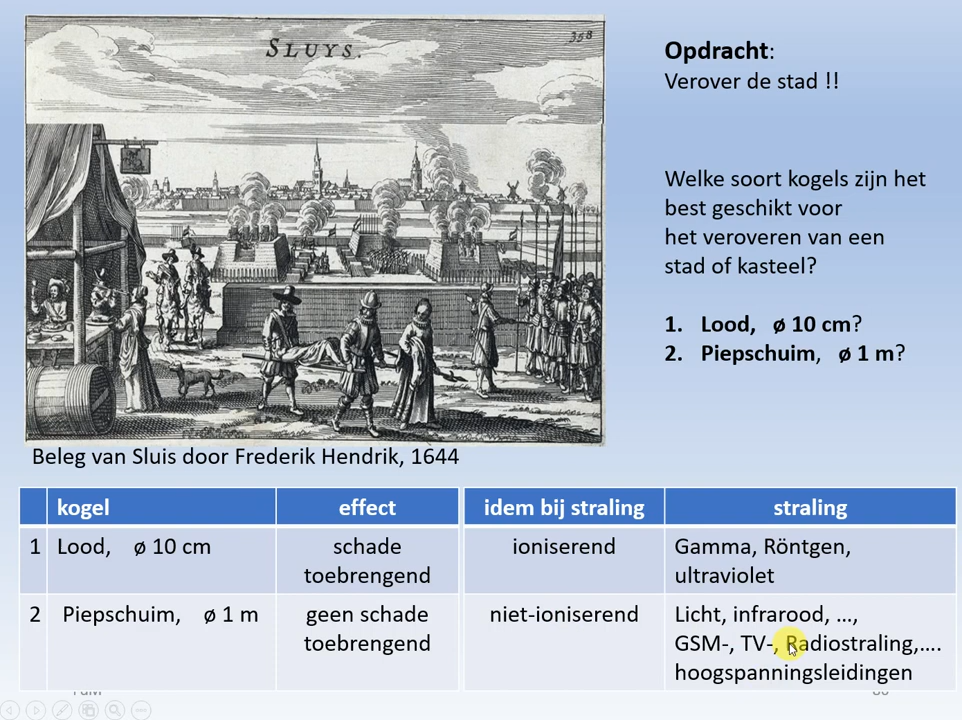 SLUYS.
358
Opdracht:
Verover de stad !!
Welke soort kogels zijn het
best geschikt voor
het veroveren van een
stad of kasteel?
1. Lood, ø 10 cm?
2. Piepschuim, ø 1 m?
Beleg van Sluis door Frederik Hendrik, 1644
kogel effect idem bij straling straling
1 Lood, ø 10 cm schade toebrengend ioniserend Gamma, Röntgen,
ultraviolet
2 Piepschuim, ø 1 m geen schade toebrengend niet-ioniserend Licht, infrarood, ...,
GSM-, TV-, Radiostraling,....
hoogspanningsleidingen